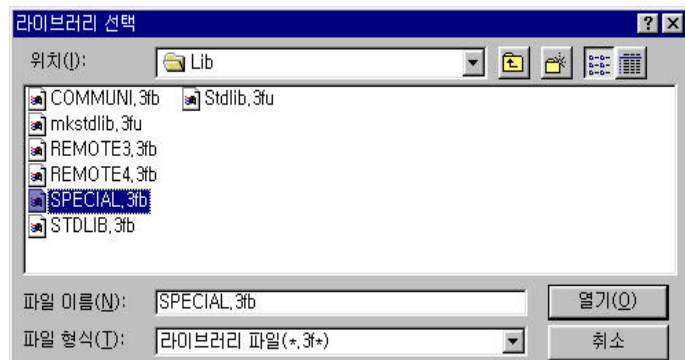 라이브러리 선택
위치(I): Lib
COMMUNI.3fb Stdlib.3fu
mkstdlib.3fu
REMOTE3.3fb
REMOTE4.3fb
SPECIAL.3fb
STDLIB.3fb
파일 이름(N): SPECIAL.3fb 열기(O)
파일 형식(T): 라이브러리 파일(*.3f*) 취소